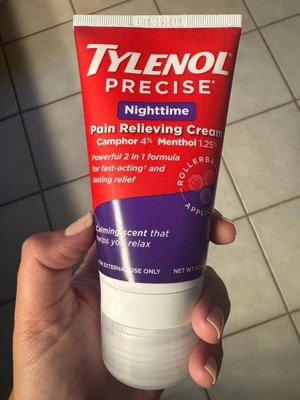 TYLENOL®
PRECISE®
Nighttime
Pain Relieving Cream
Camphor 4% Menthol 1.25%
Powerful 2 in 1 formula
for fast-acting† and
lasting relief
ROLLERBALL
APPLIC
Calming scent that
helps you relax
FOR EXTERNAL USE ONLY
NET WT